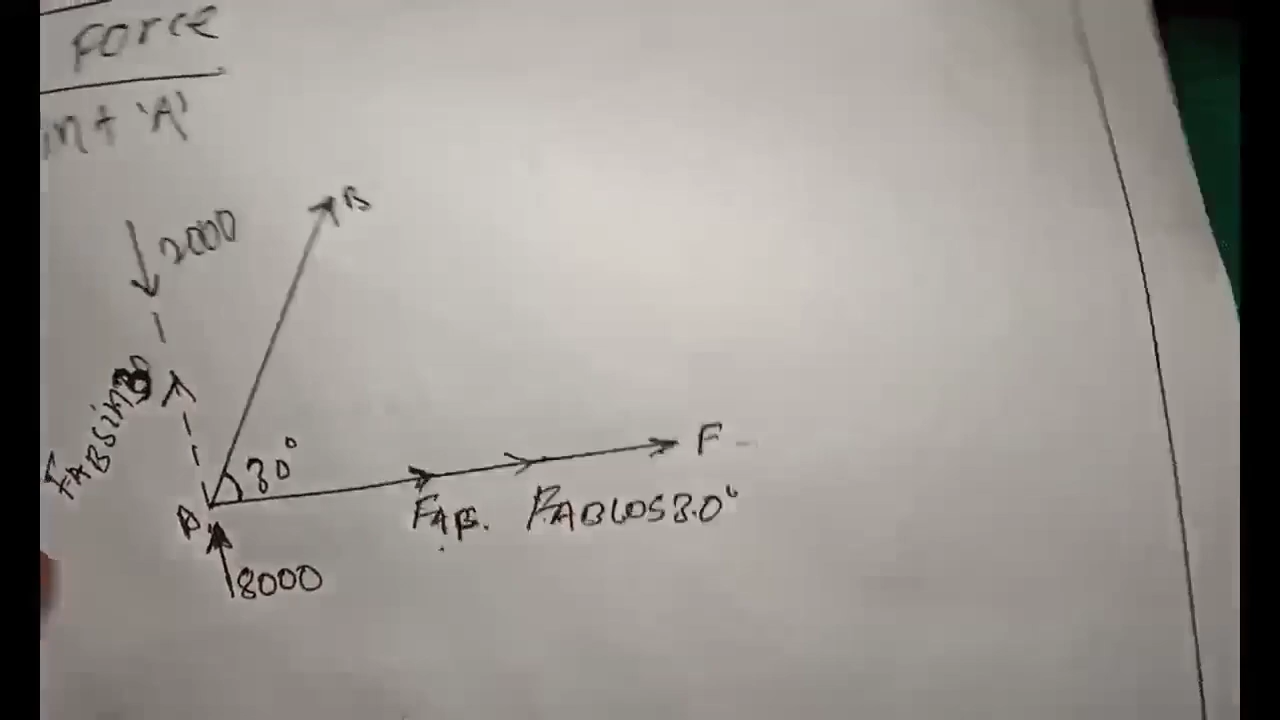 Force
int 'A'
B
2000
FABSin30
30°
F
A
FAB. FABCOS30°
8000